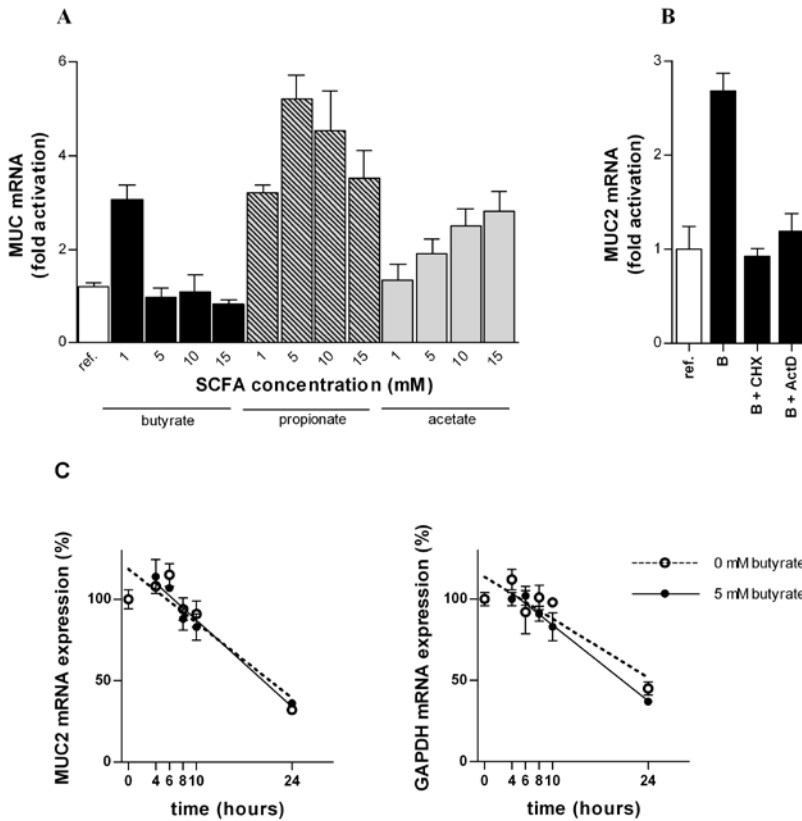 A
MUC mRNA
(fold activation)
6
4
2
0
ref.
1
5
10
15
1
5
10
15
1
5
10
15
SCFA concentration (mM)
butyrate
propionate
acetate
B
MUC2 mRNA
(fold activation)
3
2
1
0
ref.
B
B + CHX
B + ActD
C
MUC2 mRNA expression (%)
100
50
0
0 4 6 8 10 24
time (hours)
GAPDH mRNA expression (%)
100
50
0
0 4 6 8 10 24
time (hours)
0 mM butyrate
5 mM butyrate